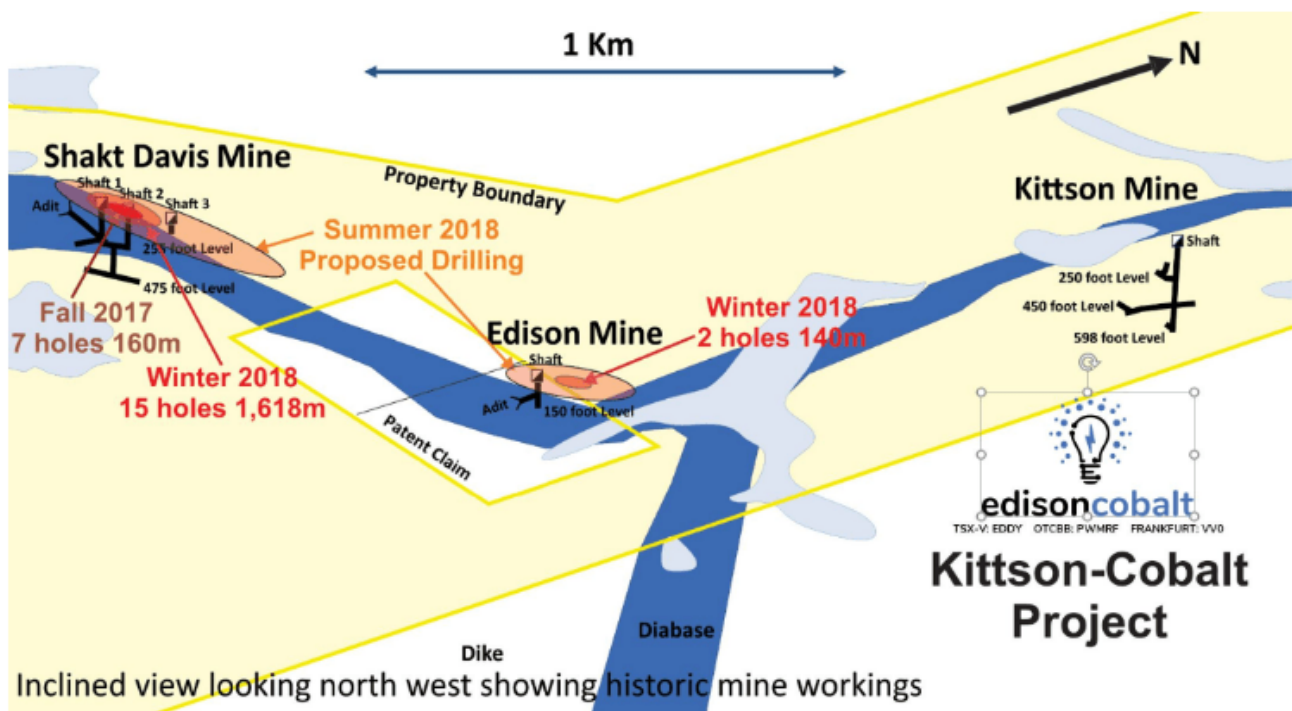 1 Km
N
Shakt Davis Mine
Shaft 1
Shaft 2
Shaft 3
Adit
255 foot Level
475 foot Level
Property Boundary
Kittson Mine
Shaft
250 foot Level
450 foot Level
598 foot Level
Summer 2018
Proposed Drilling
Fall 2017
7 holes 160m
Winter 2018
15 holes 1,618m
Edison Mine
Shaft
Adit
150 foot Level
Winter 2018
2 holes 140m
Patent Claim
edisoncobalt
TSX-V: EDDY OTCBB: PWMRF FRANKFURT: VV0
Kittson-Cobalt
Project
Diabase
Dike
Inclined view looking north west showing historic mine workings